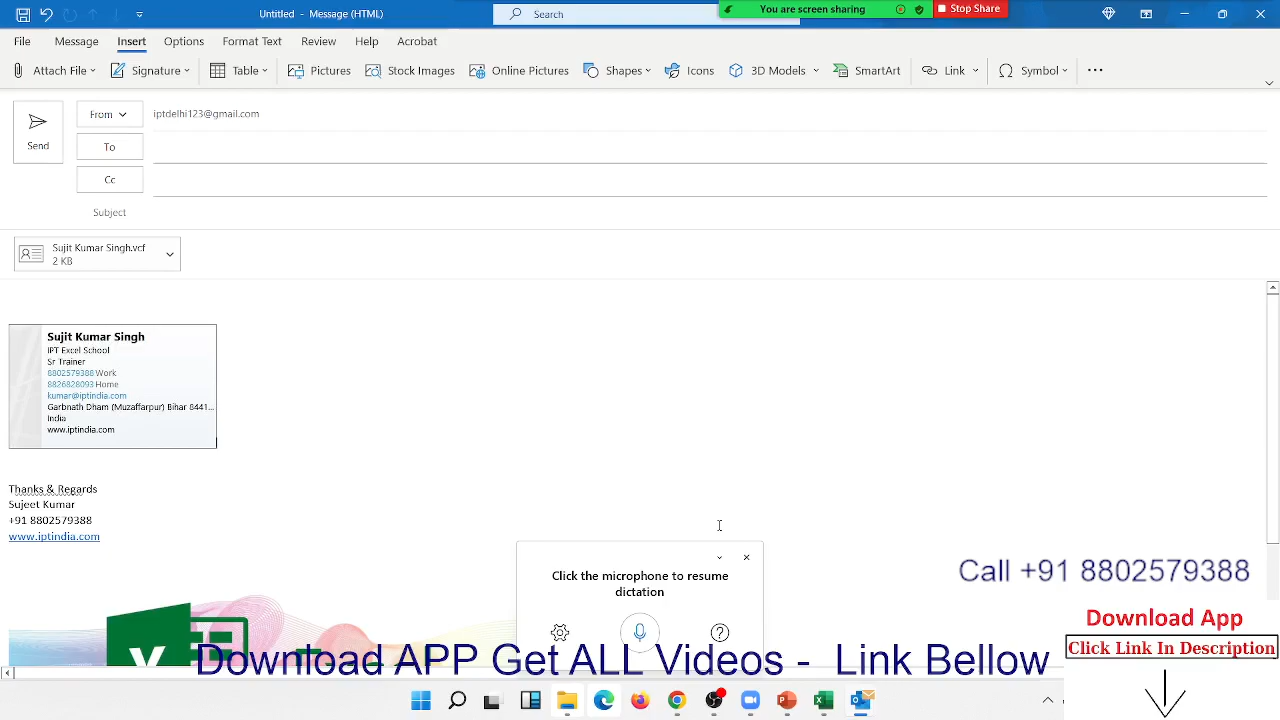 Untitled - Message (HTML)
Search
You are screen sharing
Stop Share
File
Message
Insert
Options
Format Text
Review
Help
Acrobat
Attach File
Signature
Table
Pictures
Stock Images
Online Pictures
Shapes
Icons
3D Models
SmartArt
Link
Symbol
Send
From
iptdelhi123@gmail.com
To
Cc
Subject
Sujit Kumar Singh.vcf
2 KB
Sujit Kumar Singh
IPT Excel School
Sr Trainer
8802579388 Work
8826828093 Home
kumar@iptindia.com
Garbnath Dham (Muzaffarpur) Bihar 8441...
India
www.iptindia.com
Thanks & Regards
Sujeet Kumar
+91 8802579388
www.iptindia.com
Click the microphone to resume
dictation
Call +91 8802579388
Download App
Click Link In Description
Download APP Get ALL Videos - Link Bellow